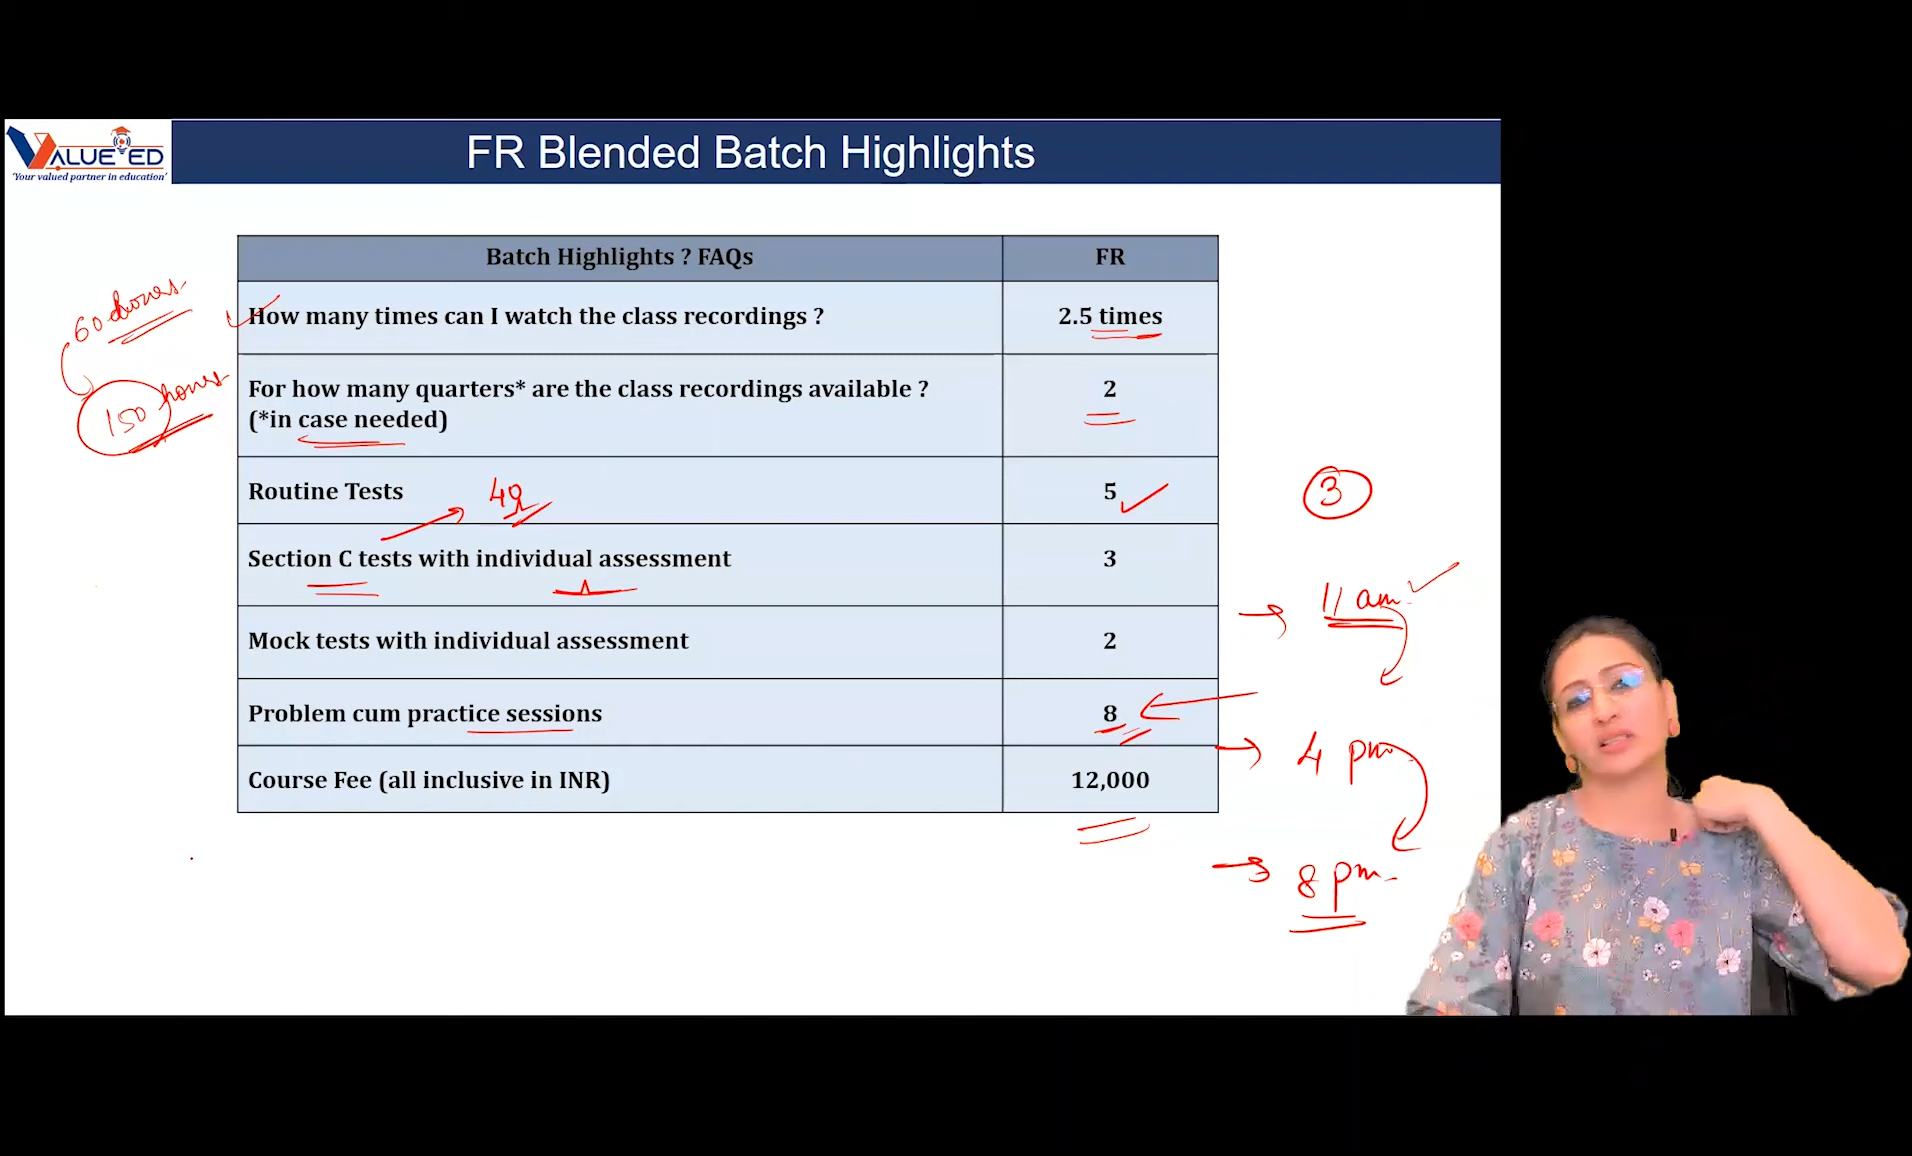 VALUE ED
'Your valued partner in education'
FR Blended Batch Highlights
Batch Highlights ? FAQs FR
60 hours
How many times can I watch the class recordings ? 2.5 times
150 hours
For how many quarters* are the class recordings available ? 2
(*in case needed)
Routine Tests 5
4Q
3
Section C tests with individual assessment 3
11 am
Mock tests with individual assessment 2
Problem cum practice sessions 8
4 pm
Course Fee (all inclusive in INR) 12,000
8 pm